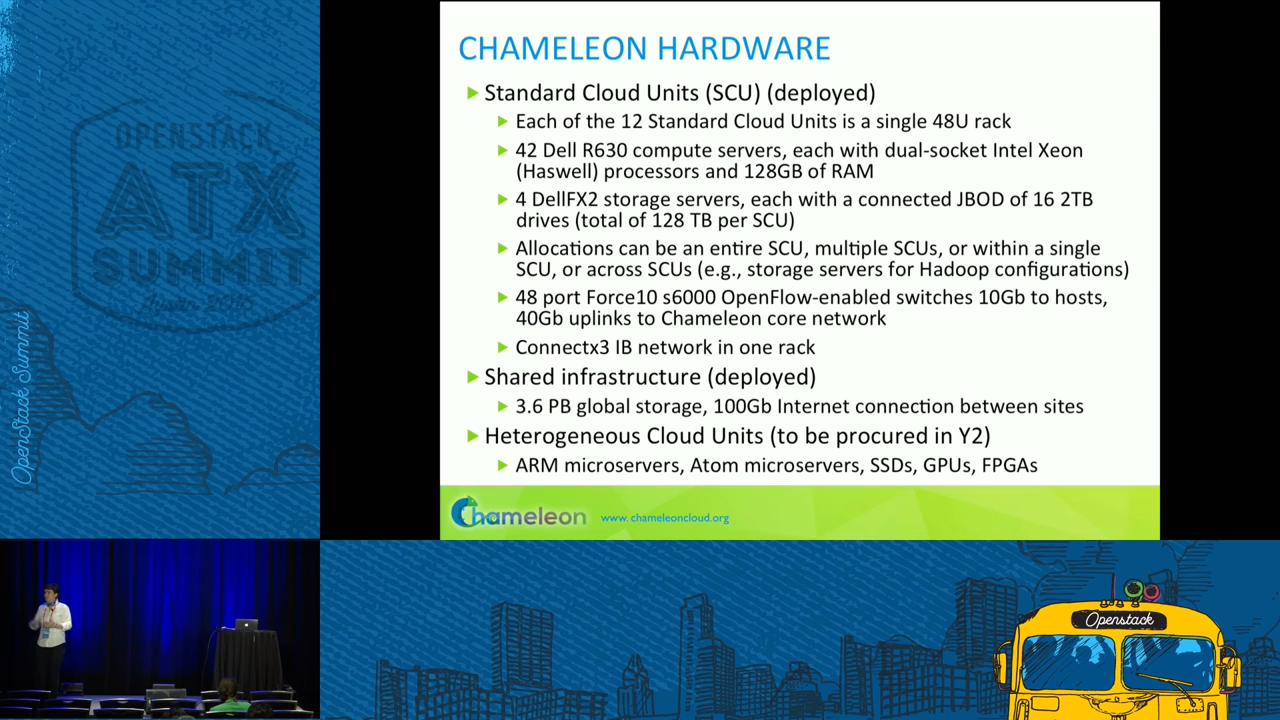 CHAMELEON HARDWARE
Standard Cloud Units (SCU) (deployed)
Each of the 12 Standard Cloud Units is a single 48U rack
42 Dell R630 compute servers, each with dual-socket Intel Xeon
(Haswell) processors and 128GB of RAM
4 DellFX2 storage servers, each with a connected JBOD of 16 2TB
drives (total of 128 TB per SCU)
Allocations can be an entire SCU, multiple SCUs, or within a single
SCU, or across SCUs (e.g., storage servers for Hadoop configurations)
48 port Force10 s6000 OpenFlow-enabled switches 10Gb to hosts,
40Gb uplinks to Chameleon core network
Connectx3 IB network in one rack
Shared infrastructure (deployed)
3.6 PB global storage, 100Gb Internet connection between sites
Heterogeneous Cloud Units (to be procured in Y2)
ARM microservers, Atom microservers, SSDs, GPUs, FPGAs
Chameleon
www.chameleoncloud.org
OPENSTACK
ATX
SUMMIT
OpenStack Summit
Openstack